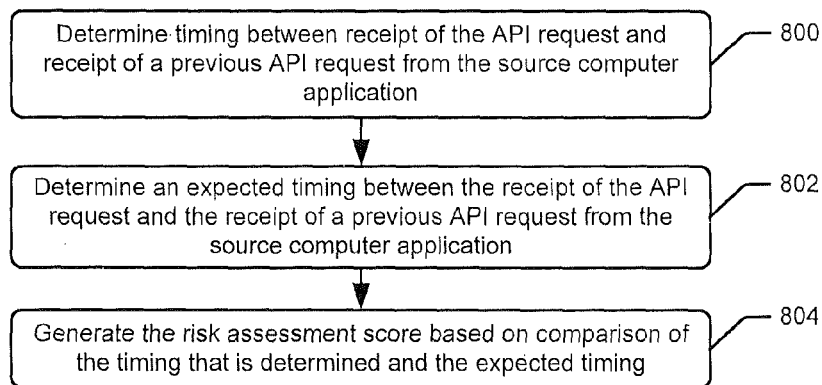 Determine timing between receipt of the API request and
receipt of a previous API request from the source computer
application
800
Determine an expected timing between the receipt of the API
request and the receipt of a previous API request from the
source computer application
802
Generate the risk assessment score based on comparison of
the timing that is determined and the expected timing
804